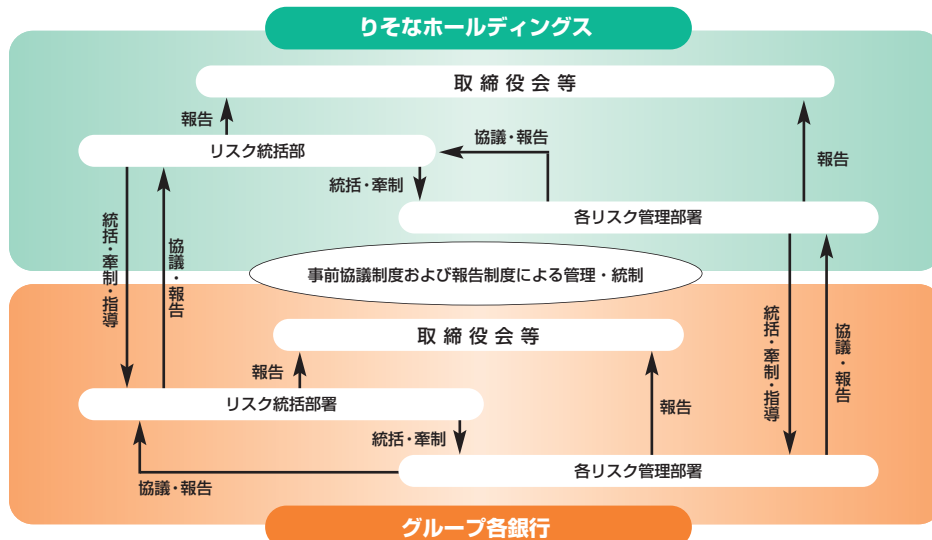 りそなホールディングス
取締役会等
報告
協議・報告
リスク統括部
報告
統括・牽制
各リスク管理部署
統括・牽制・指導
協議・報告
事前協議制度および報告制度による管理・統制
取締役会等
統括・牽制・指導
協議・報告
報告
リスク統括部署
報告
統括・牽制
各リスク管理部署
協議・報告
グループ各銀行